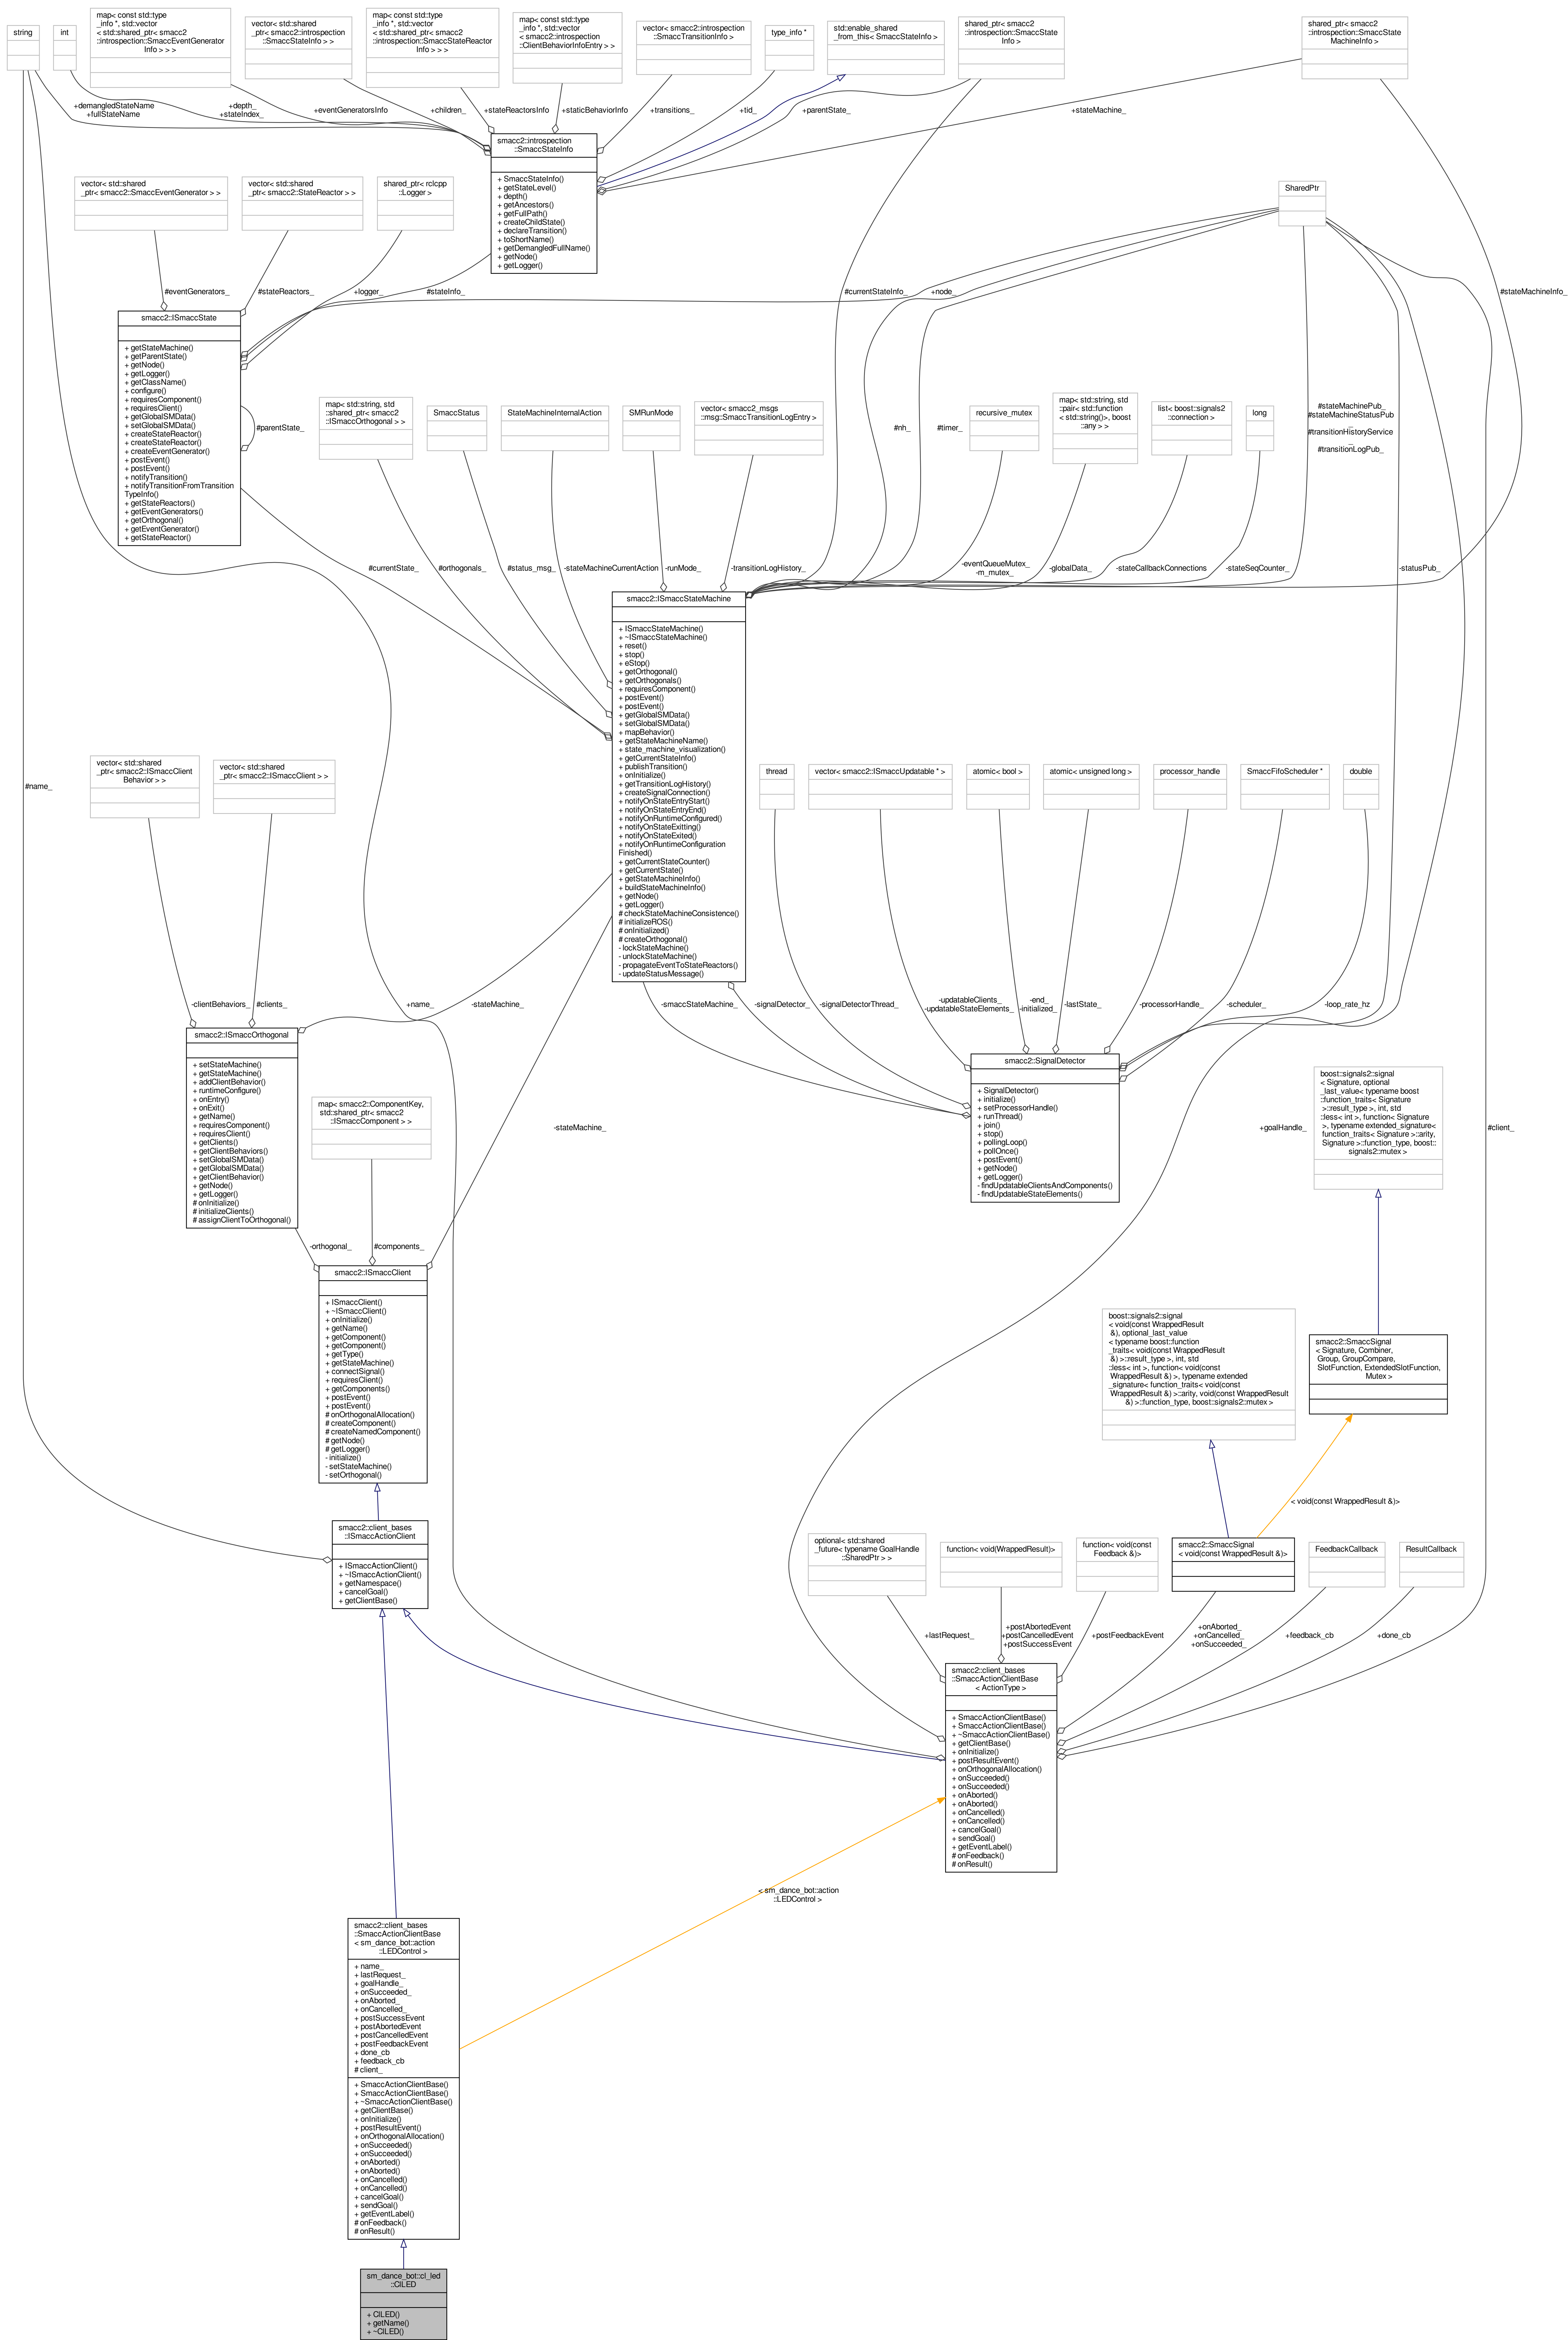 string
int
map< const std::type
_info *, std::vector
< std::shared_ptr< smacc2
::introspection::SmaccEventGenerator
Info > > >
vector< std::shared
_ptr< smacc2::introspection
::SmaccStateInfo > >
map< const std::type
_info *, std::vector
< std::shared_ptr< smacc2
::introspection::SmaccStateReactor
Info > > >
map< const std::type
_info *, std::vector
< smacc2::introspection
::ClientBehaviorInfoEntry > >
vector< smacc2::introspection
::SmaccTransitionInfo >
type_info *
std::enable_shared
_from_this< SmaccStateInfo >
shared_ptr< smacc2
::introspection::SmaccState
Info >
shared_ptr< smacc2
::introspection::SmaccState
MachineInfo >
+demangledStateName
+fullStateName
+depth_
+stateIndex_
+eventGeneratorsInfo
+children_
+stateReactorsInfo
+staticBehaviorInfo
+transitions_
+tid_
+parentState_
+stateMachine_
smacc2::introspection
::SmaccStateInfo
+ SmaccStateInfo()
+ getStateLevel()
+ depth()
+ getAncestors()
+ getFullPath()
+ createChildState()
+ declareTransition()
+ toShortName()
+ getDemangledFullName()
+ getNode()
+ getLogger()
vector< std::shared
_ptr< smacc2::SmaccEventGenerator > >
vector< std::shared
_ptr< smacc2::StateReactor > >
shared_ptr< rclcpp
::Logger >
SharedPtr
#eventGenerators_
#stateReactors_
+logger_
#stateInfo_
#currentStateInfo_
+node_
#stateMachineInfo_
smacc2::ISmaccState
+ getStateMachine()
+ getParentState()
+ getNode()
+ getLogger()
+ getClassName()
+ configure()
+ requiresComponent()
+ requiresClient()
+ getGlobalSMData()
+ setGlobalSMData()
+ createStateReactor()
+ createStateReactor()
+ createEventGenerator()
+ postEvent()
+ postEvent()
+ notifyTransition()
+ notifyTransitionFromTransition
TypeInfo()
+ getStateReactors()
+ getEventGenerators()
+ getOrthogonal()
+ getEventGenerator()
+ getStateReactor()
#parentState_
map< std::string, std
::shared_ptr< smacc2
::ISmaccOrthogonal > >
SmaccStatus
StateMachineInternalAction
SMRunMode
vector< smacc2_msgs
::msg::SmaccTransitionLogEntry >
#nh_
#timer_
recursive_mutex
map< std::string, std
::pair< std::function
< std::string()>, boost
::any > >
list< boost::signals2
::connection >
long
#stateMachinePub_
#stateMachineStatusPub
_
#transitionHistoryService
_
#transitionLogPub_
#currentState_
#orthogonals_
#status_msg_
-stateMachineCurrentAction
-runMode_
-transitionLogHistory_
-eventQueueMutex_
-m_mutex_
-globalData_
-stateCallbackConnections
-stateSeqCounter_
-statusPub_
smacc2::ISmaccStateMachine
+ ISmaccStateMachine()
+ ~ISmaccStateMachine()
+ reset()
+ stop()
+ eStop()
+ getOrthogonal()
+ getOrthogonals()
+ requiresComponent()
+ postEvent()
+ postEvent()
+ getGlobalSMData()
+ setGlobalSMData()
+ mapBehavior()
+ getStateMachineName()
+ state_machine_visualization()
+ getCurrentStateInfo()
+ publishTransition()
+ onInitialize()
+ getTransitionLogHistory()
+ createSignalConnection()
+ notifyOnStateEntryStart()
+ notifyOnStateEntryEnd()
+ notifyOnRuntimeConfigured()
+ notifyOnStateExitting()
+ notifyOnStateExited()
+ notifyOnRuntimeConfiguration
Finished()
+ getCurrentStateCounter()
+ getCurrentState()
+ getStateMachineInfo()
+ buildStateMachineInfo()
+ getNode()
+ getLogger()
# checkStateMachineConsistence()
# initializeROS()
# onInitialized()
# createOrthogonal()
- lockStateMachine()
- unlockStateMachine()
- propagateEventToStateReactors()
- updateStatusMessage()
#name_
vector< std::shared
_ptr< smacc2::ISmaccClient
Behavior > >
vector< std::shared
_ptr< smacc2::ISmaccClient > >
thread
vector< smacc2::ISmaccUpdatable * >
atomic< bool >
atomic< unsigned long >
processor_handle
SmaccFifoScheduler *
double
-clientBehaviors_
#clients_
+name_
-stateMachine_
-smaccStateMachine_
-signalDetector_
-signalDetectorThread_
-updatableClients_
-updatableStateElements_
-end_
-initialized_
-lastState_
-processorHandle_
-scheduler_
-loop_rate_hz
smacc2::ISmaccOrthogonal
+ setStateMachine()
+ getStateMachine()
+ addClientBehavior()
+ runtimeConfigure()
+ onEntry()
+ onExit()
+ getName()
+ requiresComponent()
+ requiresClient()
+ getClients()
+ getClientBehaviors()
+ setGlobalSMData()
+ getGlobalSMData()
+ getClientBehavior()
+ getNode()
+ getLogger()
# onInitialize()
# initializeClients()
# assignClientToOrthogonal()
smacc2::SignalDetector
+ SignalDetector()
+ initialize()
+ setProcessorHandle()
+ runThread()
+ join()
+ stop()
+ pollingLoop()
+ pollOnce()
+ postEvent()
+ getNode()
+ getLogger()
- findUpdatableClientsAndComponents()
- findUpdatableStateElements()
map< smacc2::ComponentKey,
std::shared_ptr< smacc2
::ISmaccComponent > >
-stateMachine_
+goalHandle_
#client_
boost::signals2::signal
< Signature, optional
_last_value< typename boost
::function_traits< Signature
>::result_type >, int, std
::less< int >, function< Signature
>, typename extended_signature<
function_traits< Signature >::arity,
Signature >::function_type, boost::
signals2::mutex >
-orthogonal_
#components_
smacc2::ISmaccClient
+ ISmaccClient()
+ ~ISmaccClient()
+ onInitialize()
+ getName()
+ getComponent()
+ getComponent()
+ getType()
+ getStateMachine()
+ connectSignal()
+ requiresClient()
+ getComponents()
+ postEvent()
+ postEvent()
# onOrthogonalAllocation()
# createComponent()
# createNamedComponent()
# getNode()
# getLogger()
- initialize()
- setStateMachine()
- setOrthogonal()
boost::signals2::signal
< void(const WrappedResult
&), optional_last_value
< typename boost::function
_traits< void(const WrappedResult
&) >::result_type >, int, std
::less< int >, function< void(const
WrappedResult &) >, typename extended
_signature< function_traits< void(const
WrappedResult &) >::arity, void(const WrappedResult
&) >::function_type, boost::signals2::mutex >
smacc2::SmaccSignal
< Signature, Combiner,
Group, GroupCompare,
SlotFunction, ExtendedSlotFunction,
Mutex >
< void(const WrappedResult &)>
smacc2::client_bases
::ISmaccActionClient
+ ISmaccActionClient()
+ ~ISmaccActionClient()
+ getNamespace()
+ cancelGoal()
+ getClientBase()
optional< std::shared
_future< typename GoalHandle
::SharedPtr > >
function< void(WrappedResult)>
function< void(const
Feedback &)>
smacc2::SmaccSignal
< void(const WrappedResult &)>
FeedbackCallback
ResultCallback
+lastRequest_
+postAbortedEvent
+postCancelledEvent
+postSuccessEvent
+postFeedbackEvent
+onAborted_
+onCancelled_
+onSucceeded_
+feedback_cb
+done_cb
smacc2::client_bases
::SmaccActionClientBase
< ActionType >
+ SmaccActionClientBase()
+ SmaccActionClientBase()
+ ~SmaccActionClientBase()
+ getClientBase()
+ onInitialize()
+ postResultEvent()
+ onOrthogonalAllocation()
+ onSucceeded()
+ onSucceeded()
+ onAborted()
+ onAborted()
+ onCancelled()
+ onCancelled()
+ cancelGoal()
+ sendGoal()
+ getEventLabel()
# onFeedback()
# onResult()
< sm_dance_bot::action
::LEDControl >
smacc2::client_bases
::SmaccActionClientBase
< sm_dance_bot::action
::LEDControl >
+ name_
+ lastRequest_
+ goalHandle_
+ onSucceeded_
+ onAborted_
+ onCancelled_
+ postSuccessEvent
+ postAbortedEvent
+ postCancelledEvent
+ postFeedbackEvent
+ done_cb
+ feedback_cb
# client_
+ SmaccActionClientBase()
+ SmaccActionClientBase()
+ ~SmaccActionClientBase()
+ getClientBase()
+ onInitialize()
+ postResultEvent()
+ onOrthogonalAllocation()
+ onSucceeded()
+ onSucceeded()
+ onAborted()
+ onAborted()
+ onCancelled()
+ onCancelled()
+ cancelGoal()
+ sendGoal()
+ getEventLabel()
# onFeedback()
# onResult()
sm_dance_bot::cl_led
::ClLED
+ ClLED()
+ getName()
+ ~ClLED()